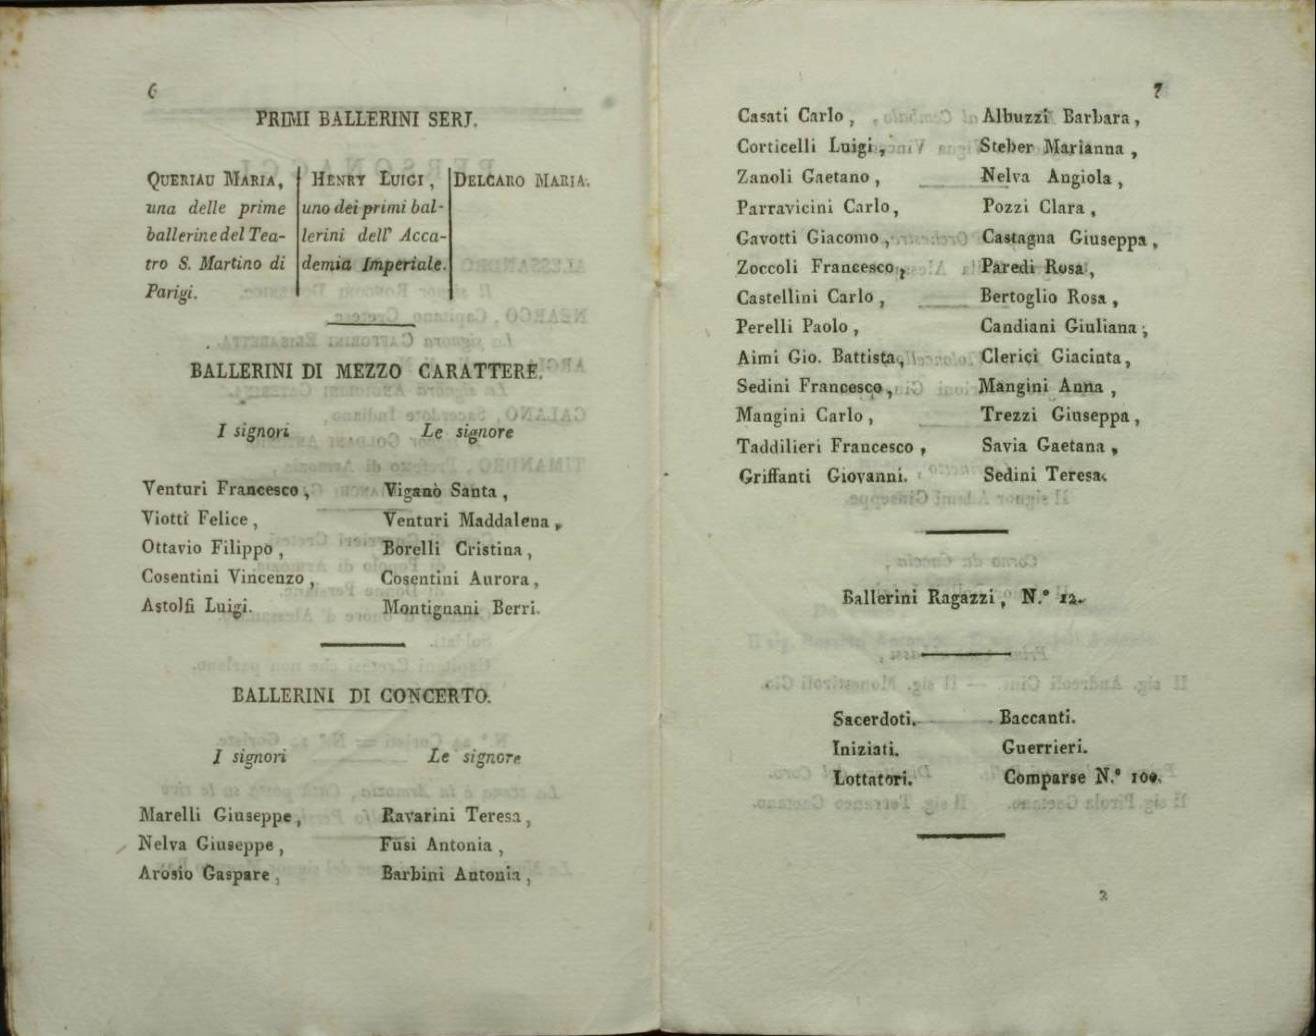 6
PRIMI BALLERINI SERJ.
QUERIAU MARIA,
una delle prime
ballerine del Tea-
tro S. Martino di
Parigi.
HENRY LUIGI,
uno dei primi bal-
lerini dell' Acca-
demia Imperiale.
DELCARO MARIA.
BALLERINI DI MEZZO CARATTERE.
I signori Le signore
Venturi Francesco, Viganò Santa,
Viotti Felice, Venturi Maddalena,
Ottavio Filippo, Borelli Cristina,
Cosentini Vincenzo, Cosentini Aurora,
Astolfi Luigi. Montignani Berri.
BALLERINI DI CONCERTO.
I signori Le signore
Marelli Giuseppe, Ravarini Teresa,
Nelva Giuseppe, Fusi Antonia,
Arosio Gaspare, Barbini Antonia,
7
Casati Carlo, Albuzzi Barbara,
Corticelli Luigi, Steber Marianna,
Zanoli Gaetano, Nelva Angiola,
Parravicini Carlo, Pozzi Clara,
Gavotti Giacomo, Castagna Giuseppa,
Zoccoli Francesco, Paredi Rosa,
Castellini Carlo, Bertoglio Rosa,
Perelli Paolo, Candiani Giuliana,
Aimi Gio. Battista, Clerici Giacinta,
Sedini Francesco, Mangini Anna,
Mangini Carlo, Trezzi Giuseppa,
Taddilieri Francesco, Savia Gaetana,
Griffanti Giovanni. Sedini Teresa.
Ballerini Ragazzi, N.° 12.
Sacerdoti. Baccanti.
Iniziati. Guerrieri.
Lottatori. Comparse N.° 100.
2